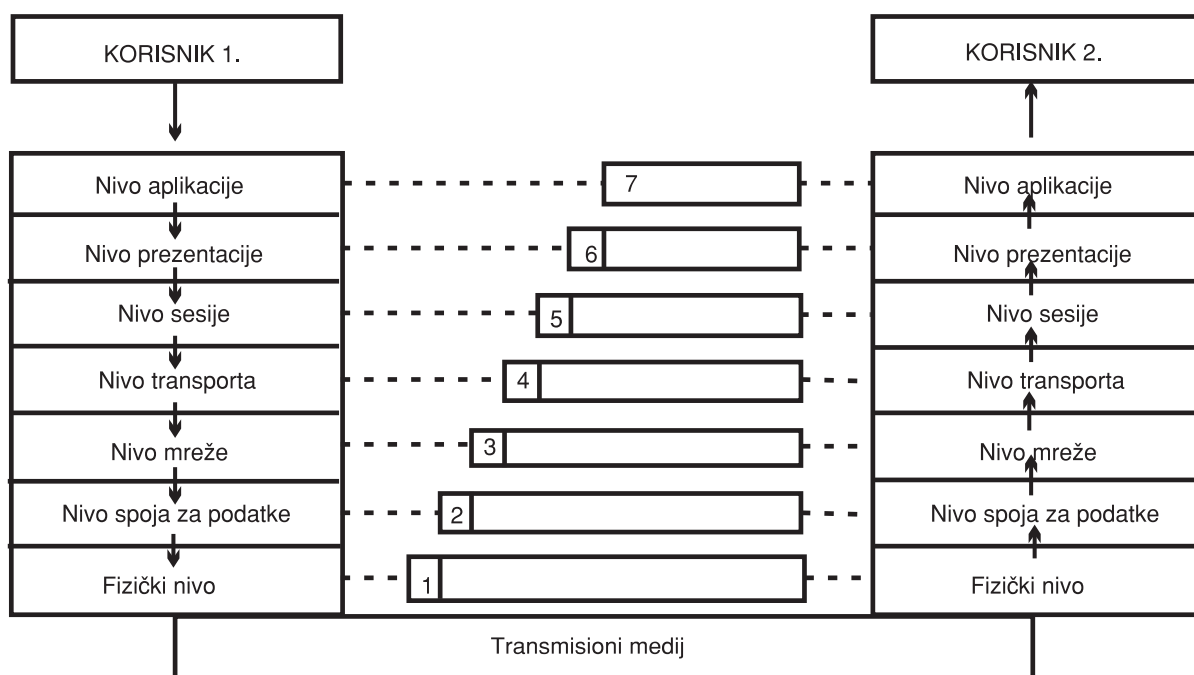 KORISNIK 1.
KORISNIK 2.
Nivo aplikacije
7
Nivo aplikacije
Nivo prezentacije
6
Nivo prezentacije
Nivo sesije
5
Nivo sesije
Nivo transporta
4
Nivo transporta
Nivo mreže
3
Nivo mreže
Nivo spoja za podatke
2
Nivo spoja za podatke
Fizički nivo
1
Fizički nivo
Transmisioni medij